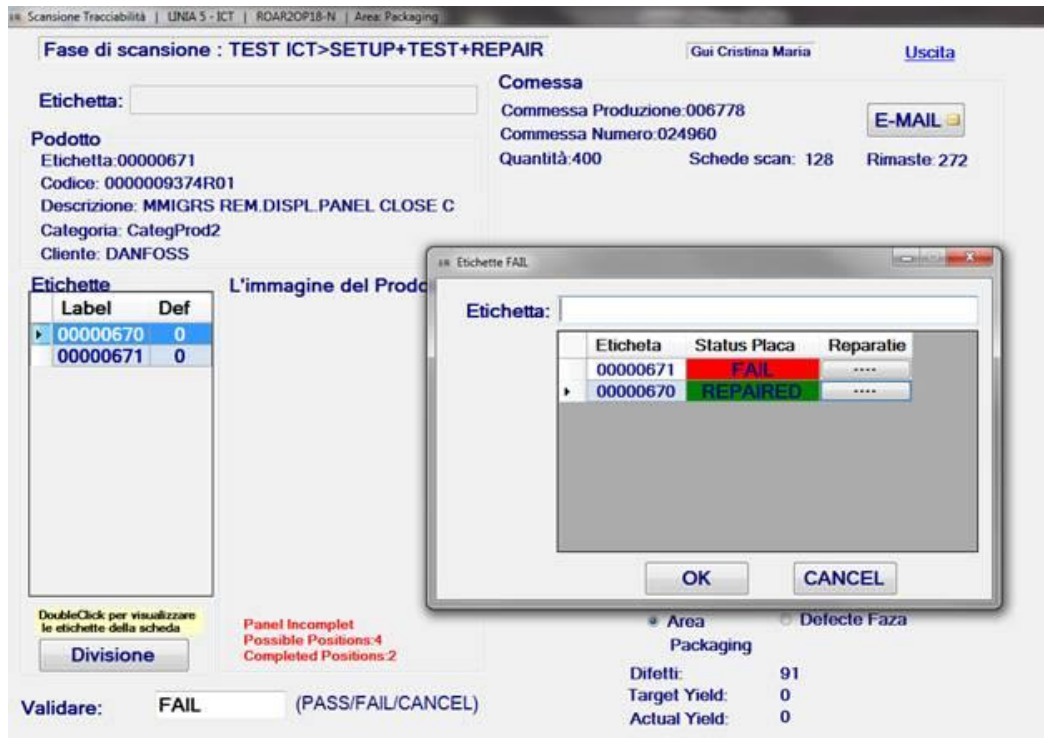 Scansione Tracciabilità | LINIA 5 - ICT | ROAR2OP18-N | Area: Packaging
Fase di scansione : TEST ICT>SETUP+TEST+REPAIR
Gui Cristina Maria
Uscita
Etichetta:
Comessa
Commessa Produzione:006778
Commessa Numero:024960
E-MAIL
Quantità:400 Schede scan: 128 Rimaste: 272
Podotto
Etichetta:00000671
Codice: 0000009374R01
Descrizione: MMIGRS REM.DISPL.PANEL CLOSE C
Categoria: CategProd2
Cliente: DANFOSS
Etichette
Label Def
00000670 0
00000671 0
L'immagine del Prodo
Etichette FAIL
Etichetta:
Eticheta Status Placa Reparatie
00000671 FAIL ----
00000670 REPAIRED ----
OK CANCEL
DoubleClick per visualizzare
le etichette della scheda
Divisione
Panel Incomplet
Possible Positions:4
Completed Positions:2
Area Defecte Faza
Packaging
Difetti: 91
Target Yield: 0
Actual Yield: 0
Validare: FAIL (PASS/FAIL/CANCEL)